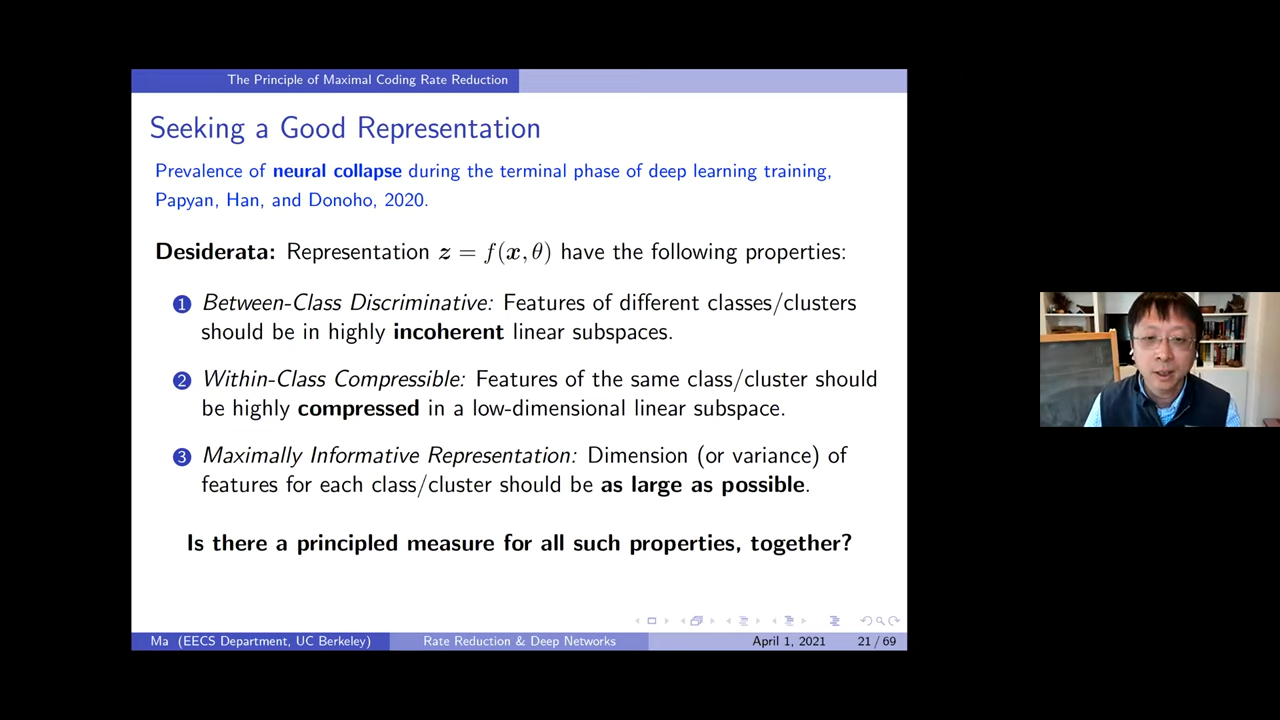 The Principle of Maximal Coding Rate Reduction
Seeking a Good Representation
Prevalence of neural collapse during the terminal phase of deep learning training,
Papyan, Han, and Donoho, 2020.
Desiderata: Representation z = f(x, θ) have the following properties:
1 Between-Class Discriminative: Features of different classes/clusters
should be in highly incoherent linear subspaces.
2 Within-Class Compressible: Features of the same class/cluster should
be highly compressed in a low-dimensional linear subspace.
3 Maximally Informative Representation: Dimension (or variance) of
features for each class/cluster should be as large as possible.
Is there a principled measure for all such properties, together?
Ma (EECS Department, UC Berkeley) Rate Reduction & Deep Networks April 1, 2021 21 / 69